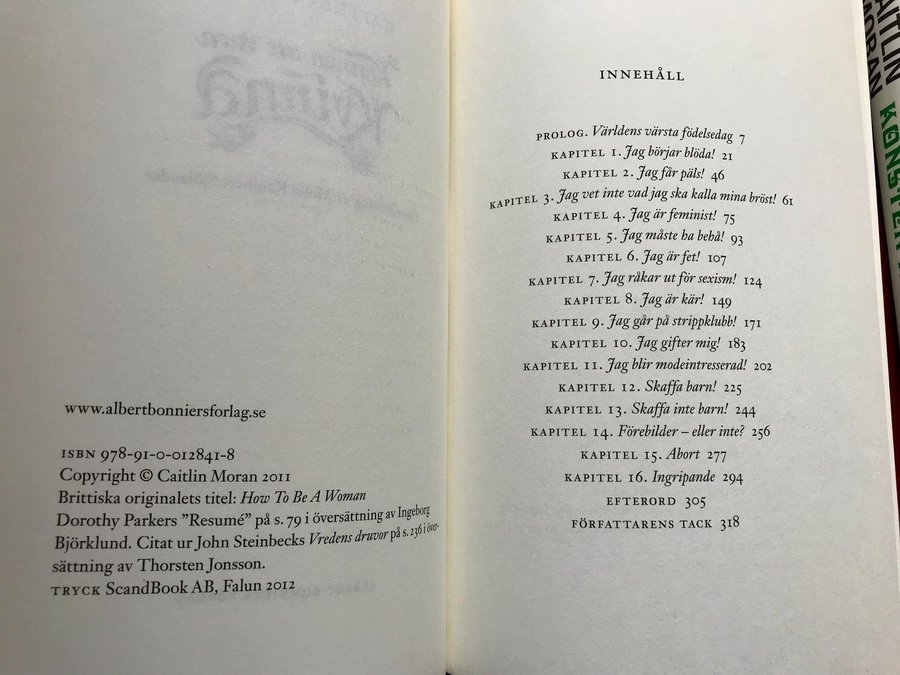 www.albertbonniersforlag.se
ISBN 978-91-0-012841-8
Copyright © Caitlin Moran 2011
Brittiska originalets titel: How To Be A Woman
Dorothy Parkers ”Resumé” på s. 79 i översättning av Ingeborg
Björklund. Citat ur John Steinbecks Vredens druvor på s. 236 i över-
sättning av Thorsten Jonsson.
TRYCK ScandBook AB, Falun 2012
INNEHÅLL
PROLOG. Världens värsta födelsedag 7
KAPITEL 1. Jag börjar blöda! 21
KAPITEL 2. Jag får päls! 46
KAPITEL 3. Jag vet inte vad jag ska kalla mina bröst! 61
KAPITEL 4. Jag är feminist! 75
KAPITEL 5. Jag måste ha behå! 93
KAPITEL 6. Jag är fet! 107
KAPITEL 7. Jag råkar ut för sexism! 124
KAPITEL 8. Jag är kär! 149
KAPITEL 9. Jag går på strippklubb! 171
KAPITEL 10. Jag gifter mig! 183
KAPITEL 11. Jag blir modeintresserad! 202
KAPITEL 12. Skaffa barn! 225
KAPITEL 13. Skaffa inte barn! 244
KAPITEL 14. Förebilder – eller inte? 256
KAPITEL 15. Abort 277
KAPITEL 16. Ingripande 294
EFTERORD 305
FÖRFATTARENS TACK 318
MORAN